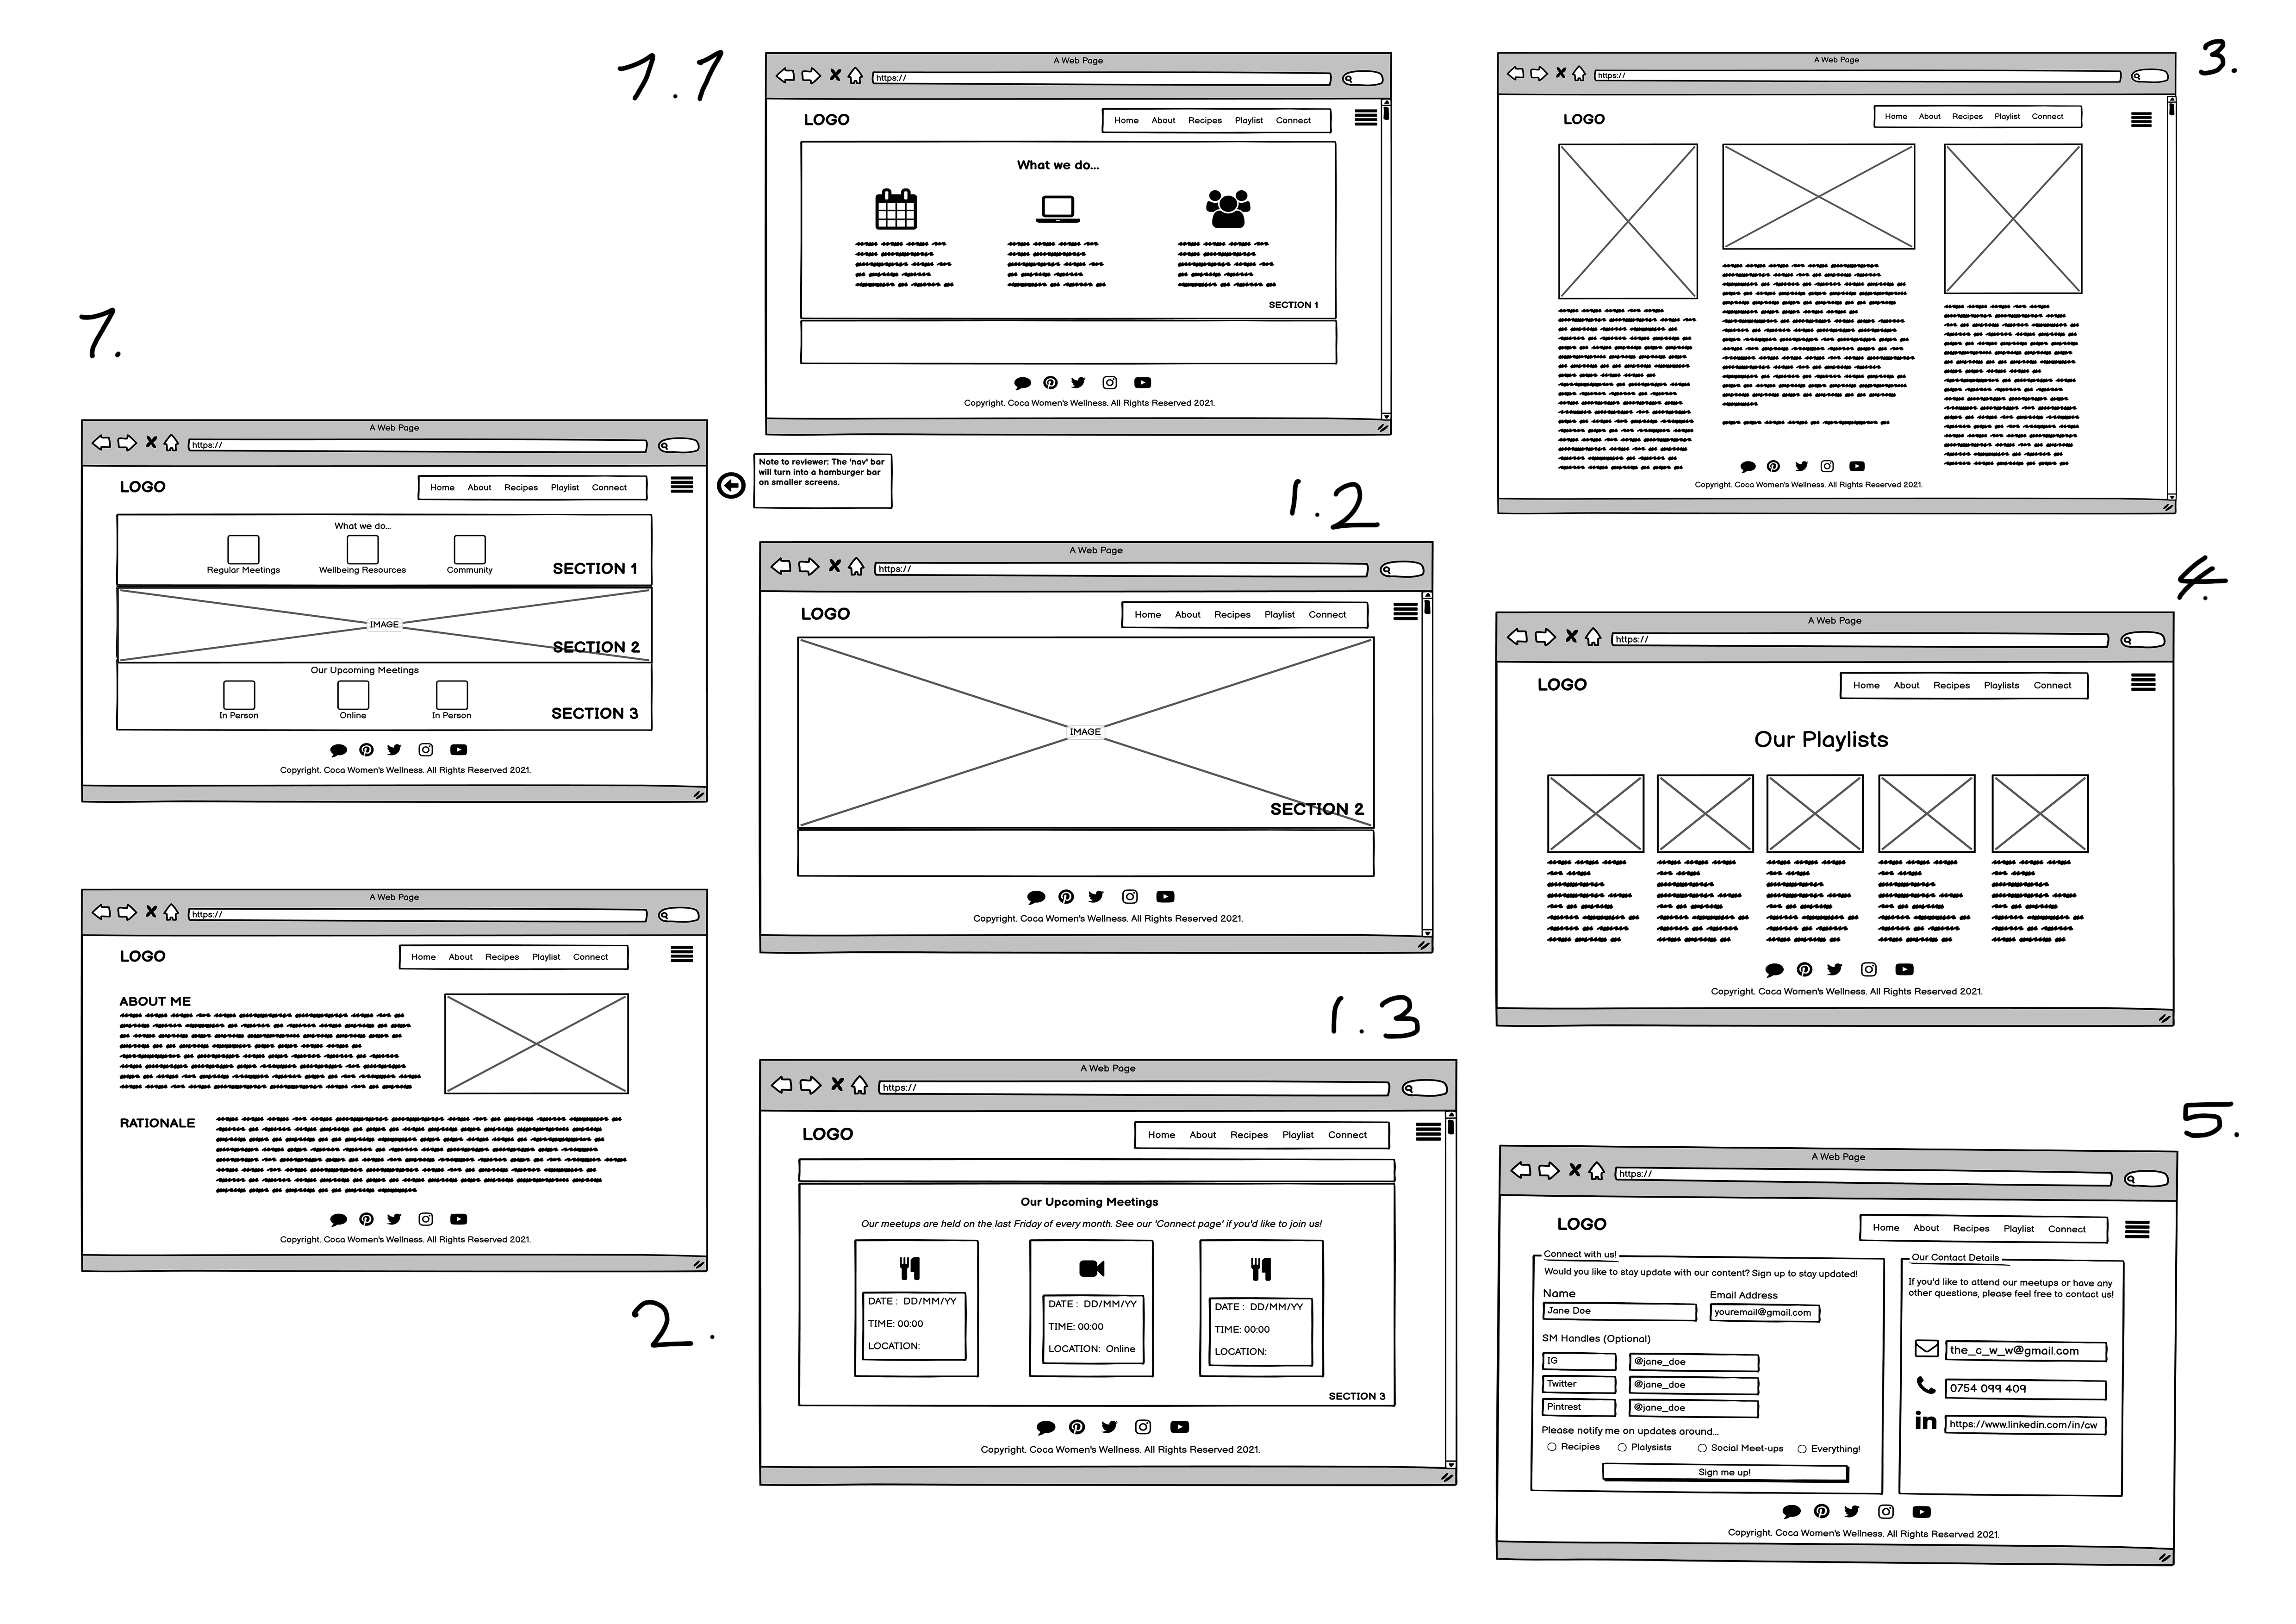 1.
A Web Page
https://
LOGO
Home About Recipes Playlist Connect
What we do...
Regular Meetings Wellbeing Resources Community
SECTION 1
IMAGE
SECTION 2
Our Upcoming Meetings
In Person Online In Person
SECTION 3
Copyright. Coca Women's Wellness. All Rights Reserved 2021.
Note to reviewer: The 'nav' bar
will turn into a hamburger bar
on smaller screens.
1.1
A Web Page
https://
LOGO
Home About Recipes Playlist Connect
What we do...
SECTION 1
Copyright. Coca Women's Wellness. All Rights Reserved 2021.
1.2
A Web Page
https://
LOGO
Home About Recipes Playlist Connect
IMAGE
SECTION 2
Copyright. Coca Women's Wellness. All Rights Reserved 2021.
1.3
A Web Page
https://
LOGO
Home About Recipes Playlist Connect
Our Upcoming Meetings
Our meetups are held on the last Friday of every month. See our 'Connect page' if you'd like to join us!
DATE : DD/MM/YY
TIME: 00:00
LOCATION:
DATE : DD/MM/YY
TIME: 00:00
LOCATION: Online
DATE : DD/MM/YY
TIME: 00:00
LOCATION:
SECTION 3
Copyright. Coca Women's Wellness. All Rights Reserved 2021.
2.
A Web Page
https://
LOGO
Home About Recipes Playlist Connect
ABOUT ME
RATIONALE
Copyright. Coca Women's Wellness. All Rights Reserved 2021.
3.
A Web Page
https://
LOGO
Home About Recipes Playlist Connect
Copyright. Coca Women's Wellness. All Rights Reserved 2021.
4.
A Web Page
https://
LOGO
Home About Recipes Playlists Connect
Our Playlists
Copyright. Coca Women's Wellness. All Rights Reserved 2021.
5.
A Web Page
https://
LOGO
Home About Recipes Playlist Connect
Connect with us!
Would you like to stay update with our content? Sign up to stay updated!
Name Email Address
Jane Doe youremail@gmail.com
SM Handles (Optional)
IG @jane_doe
Twitter @jane_doe
Pintrest @jane_doe
Please notify me on updates around...
Recipies Plalysists Social Meet-ups Everything!
Sign me up!
Our Contact Details
If you'd like to attend our meetups or have any
other questions, please feel free to contact us!
the_c_w_w@gmail.com
0754 099 409
in https://www.linkedin.com/in/cw
Copyright. Coca Women's Wellness. All Rights Reserved 2021.